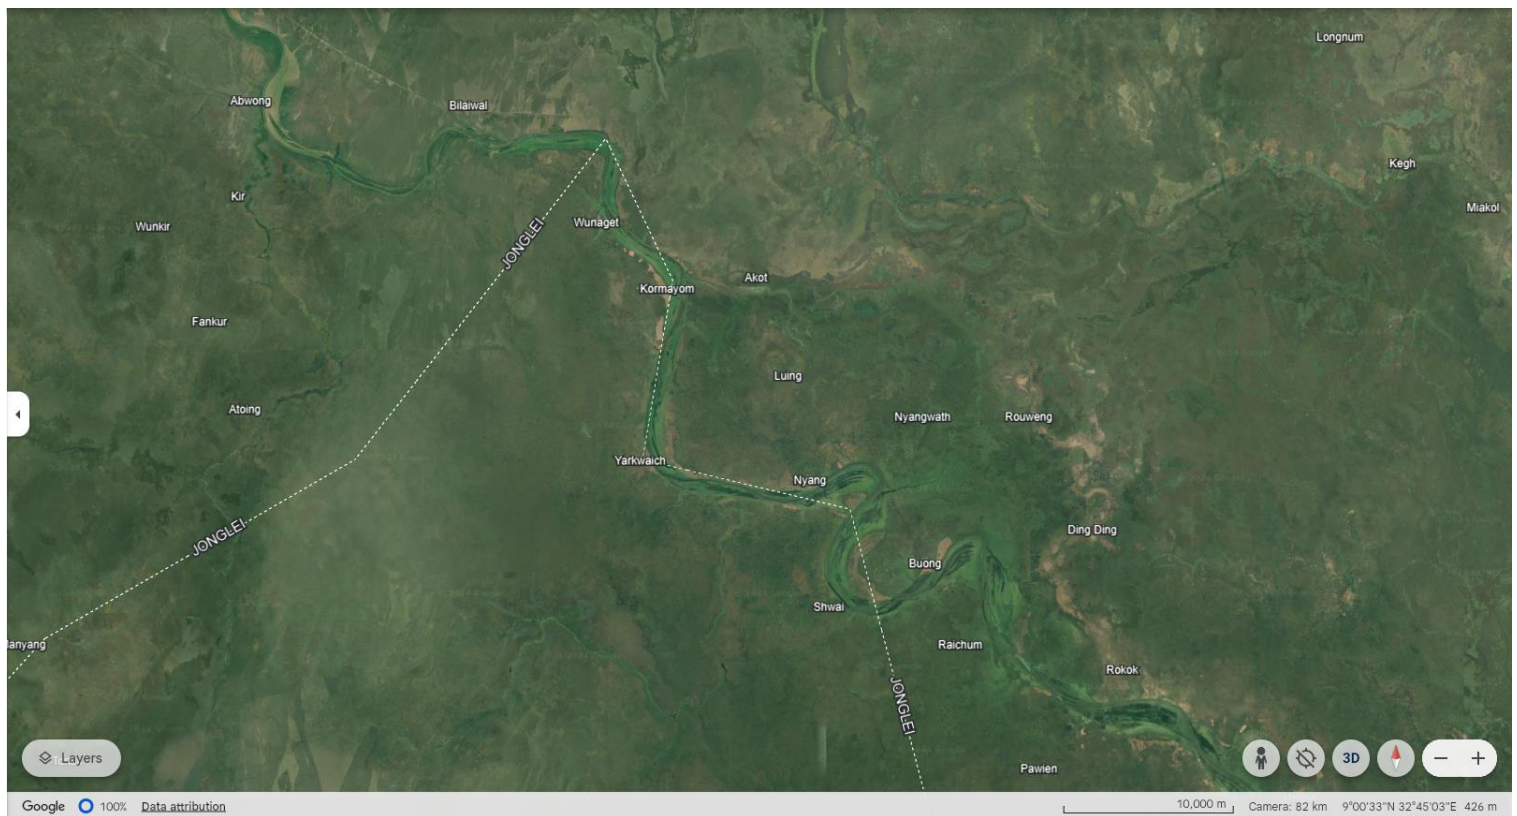 Longnum
Abwong
Bilaiwal
Kegh
Kir
Miakol
Wunkir
Wunaget
JONGLEI
Akot
Kormayom
Fankur
Luing
Atoing
Nyangwath
Rouweng
Yarkwaich
Nyang
JONGLEI
Ding Ding
Buong
Shwai
anyang
Raichum
Rokok
JONGLEI
Layers
3D
Pawien
Google 100% Data attribution 10,000 m Camera: 82 km 9°00'33"N 32°45'03"E 426 m